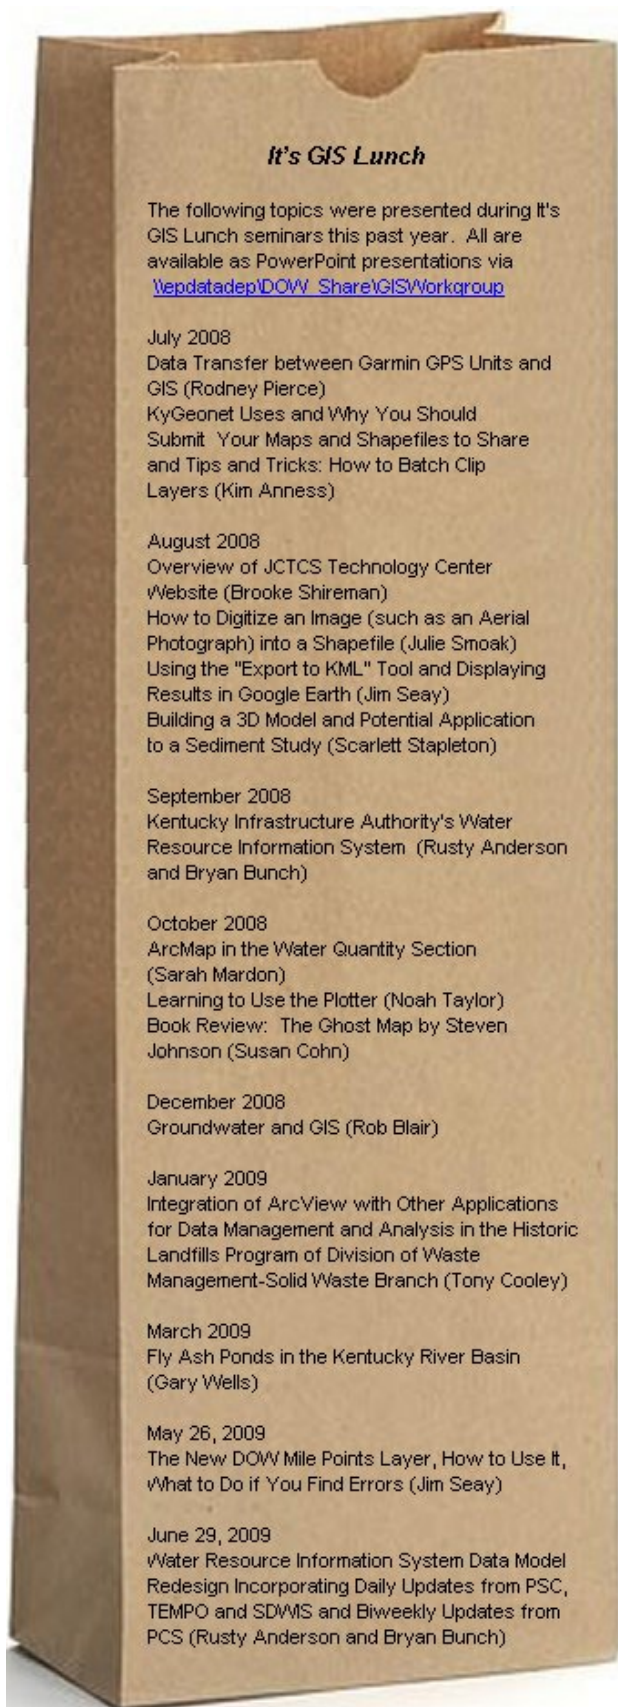 It's GIS Lunch
The following topics were presented during It's
GIS Lunch seminars this past year.  All are
available as PowerPoint presentations via
\\epdatadep\DOW_Share\GISWorkgroup
July 2008
Data Transfer between Garmin GPS Units and
GIS (Rodney Pierce)
KyGeonet Uses and Why You Should
Submit  Your Maps and Shapefiles to Share
and Tips and Tricks: How to Batch Clip
Layers (Kim Anness)
August 2008
Overview of JCTCS Technology Center
Website (Brooke Shireman)
How to Digitize an Image (such as an Aerial
Photograph) into a Shapefile (Julie Smoak)
Using the "Export to KML" Tool and Displaying
Results in Google Earth (Jim Seay)
Building a 3D Model and Potential Application
to a Sediment Study (Scarlett Stapleton)
September 2008
Kentucky Infrastructure Authority's Water
Resource Information System  (Rusty Anderson
and Bryan Bunch)
October 2008
ArcMap in the Water Quantity Section
(Sarah Mardon)
Learning to Use the Plotter (Noah Taylor)
Book Review:  The Ghost Map by Steven
Johnson (Susan Cohn)
December 2008
Groundwater and GIS (Rob Blair)
January 2009
Integration of ArcView with Other Applications
for Data Management and Analysis in the Historic
Landfills Program of Division of Waste
Management-Solid Waste Branch (Tony Cooley)
March 2009
Fly Ash Ponds in the Kentucky River Basin
(Gary Wells)
May 26, 2009
The New DOW Mile Points Layer, How to Use It,
What to Do if You Find Errors (Jim Seay)
June 29, 2009
Water Resource Information System Data Model
Redesign Incorporating Daily Updates from PSC,
TEMPO and SDWIS and Biweekly Updates from
PCS (Rusty Anderson and Bryan Bunch)